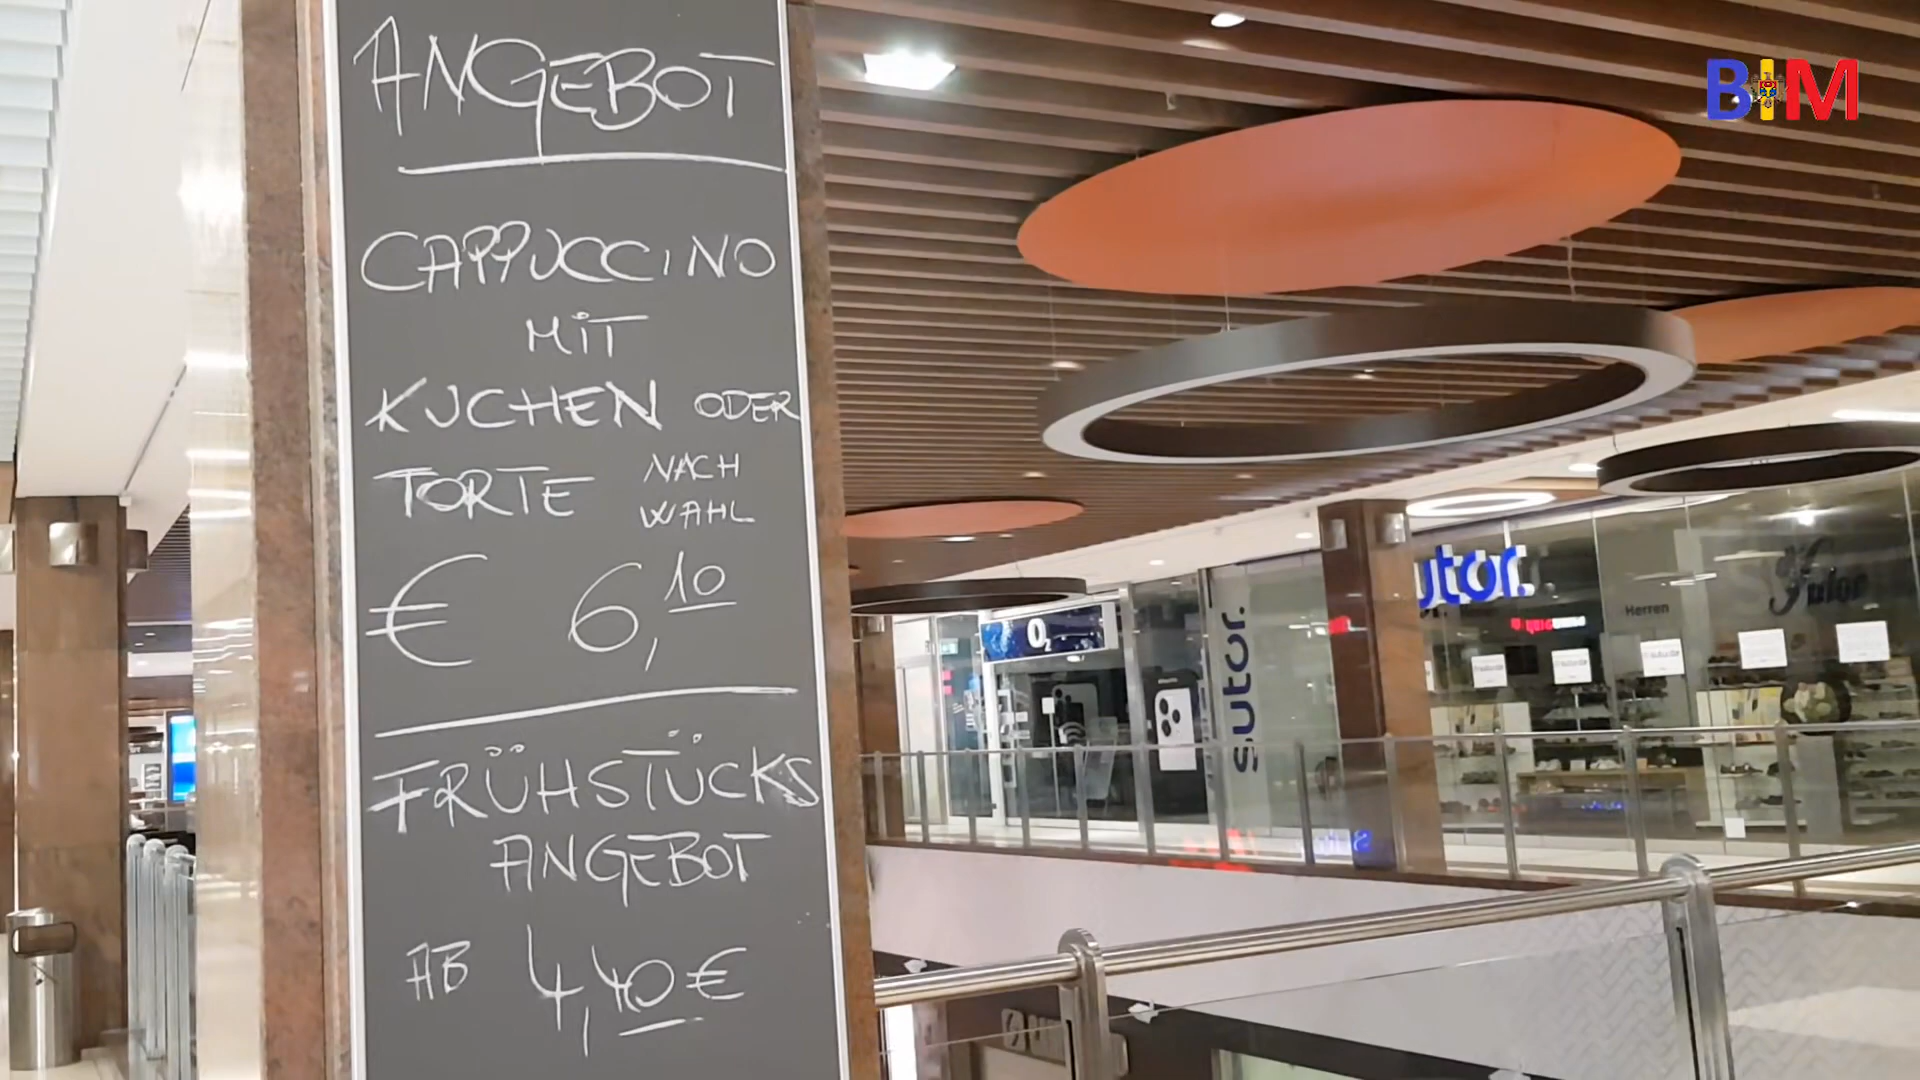 ANGEBOT
CAPPUCCINO
MIT
KUCHEN ODER
TORTE NACH
WAHL
€ 6,10
FRÜHSTÜCKS
ANGEBOT
AB 4,40 €
BIM
O2
sutor.
utor.
Herren
Sutor